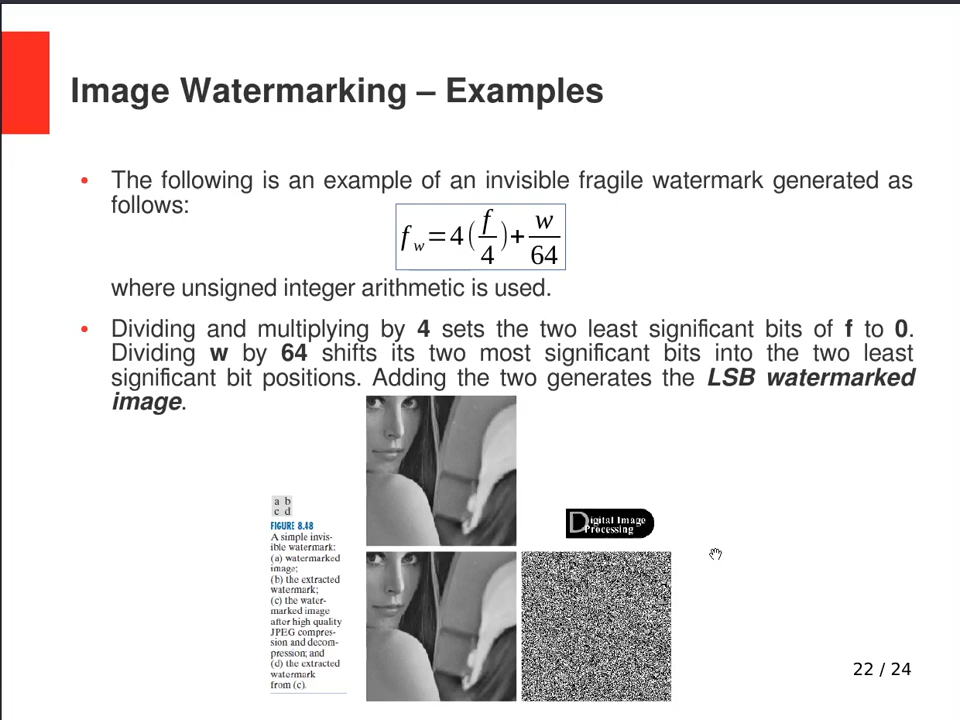 Image Watermarking – Examples
• The following is an example of an invisible fragile watermark generated as
follows:
f w = 4 ( f / 4 ) + w / 64
where unsigned integer arithmetic is used.
• Dividing and multiplying by 4 sets the two least significant bits of f to 0.
Dividing w by 64 shifts its two most significant bits into the two least
significant bit positions. Adding the two generates the LSB watermarked
image.
a b
c d
FIGURE 8.48
A simple invis-
ible watermark:
(a) watermarked
image;
(b) the extracted
watermark;
(c) the water-
marked image
after high quality
JPEG compres-
sion and decom-
pression; and
(d) the extracted
watermark
from (c).
Digital Image
Processing
22 / 24